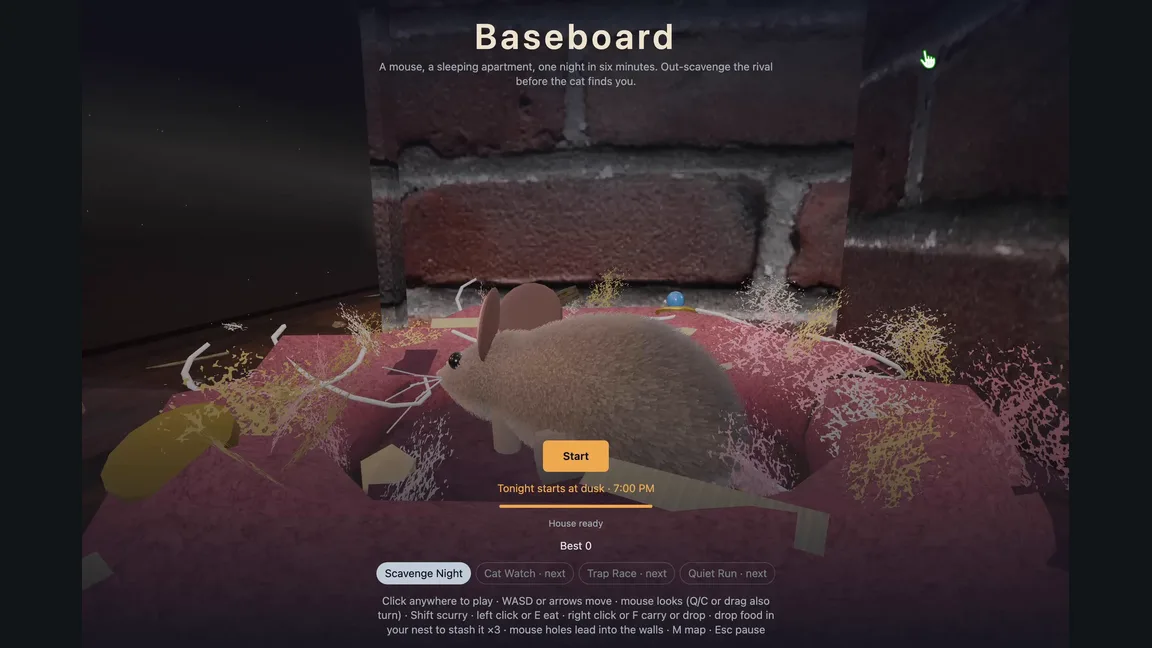 Baseboard
A mouse, a sleeping apartment, one night in six minutes. Out-scavenge the rival
before the cat finds you.
Start
Tonight starts at dusk · 7:00 PM
House ready
Best 0
Scavenge Night
Cat Watch · next
Trap Race · next
Quiet Run · next
Click anywhere to play · WASD or arrows move · mouse looks (Q/C or drag also
turn) · Shift scurry · left click or E eat · right click or F carry or drop · drop food in
your nest to stash it ×3 · mouse holes lead into the walls · M map · Esc pause